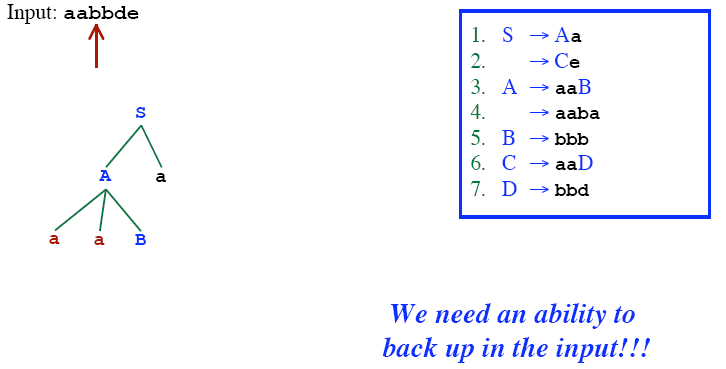 Input: aabbde
1. S → Aa
2. → Ce
3. A → aaB
4. → aaba
5. B → bbb
6. C → aaD
7. D → bbd
S
A a
a a B
We need an ability to
back up in the input!!!